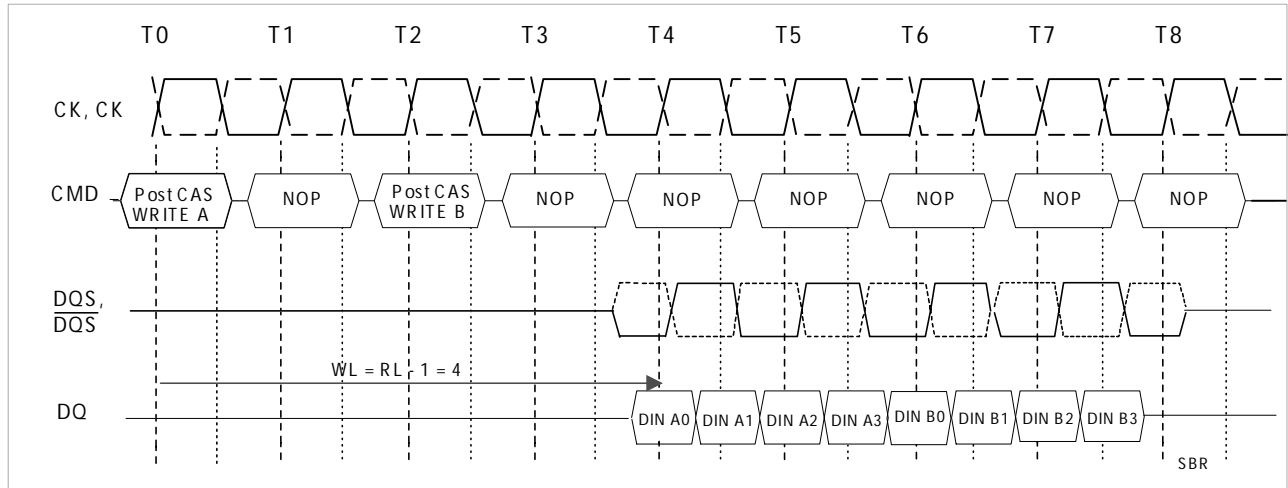 T0 T1 T2 T3 T4 T5 T6 T7 T8
CK, CK
CMD
Post CAS
WRITE A
NOP
Post CAS
WRITE B
NOP
NOP
NOP
NOP
NOP
NOP
DQS,
DQS
WL = RL - 1 = 4
DQ
DIN A0 DIN A1 DIN A2 DIN A3 DIN B0 DIN B1 DIN B2 DIN B3
SBR